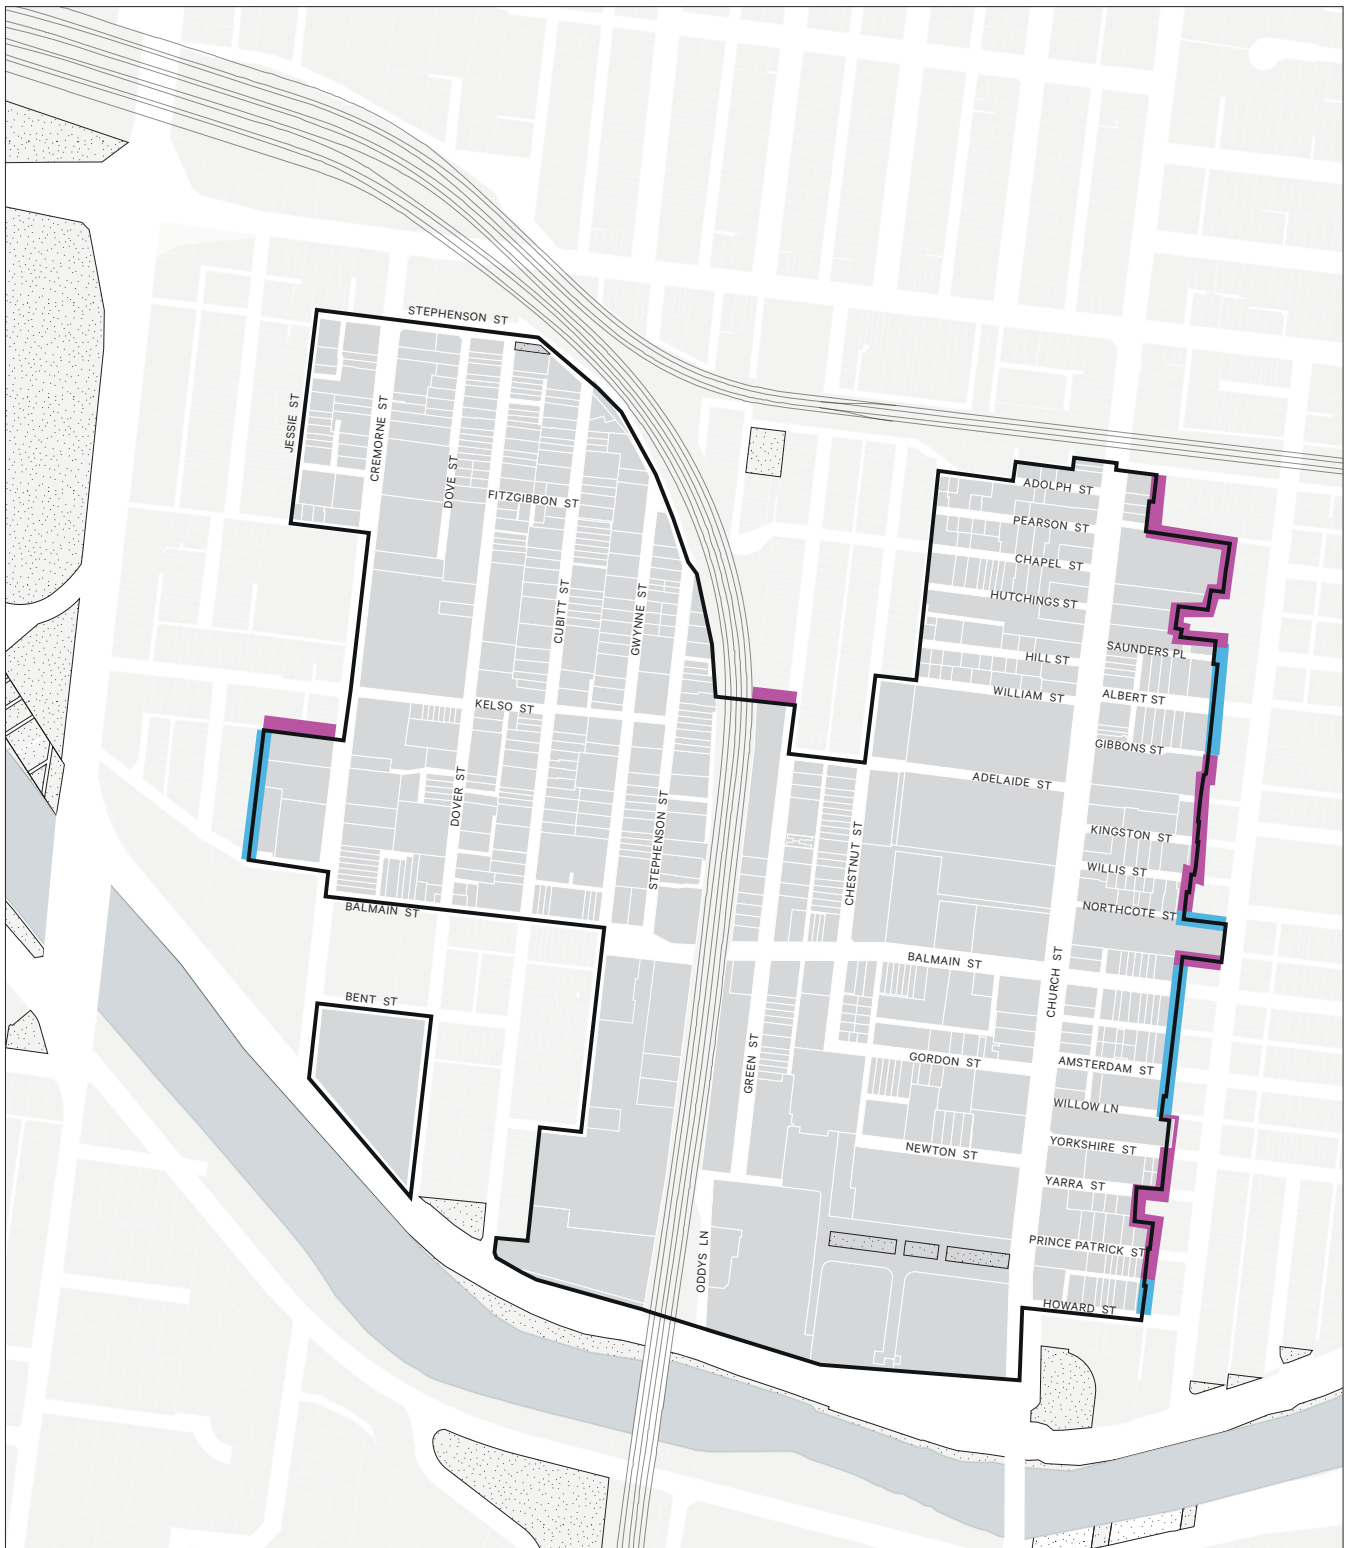 STEPHENSON ST
JESSIE ST
CREMORNE ST
DOVE ST
FITZGIBBON ST
CUBITT ST
GWYNNE ST
KELSO ST
DOVER ST
STEPHENSON ST
BALMAIN ST
BENT ST
ADOLPH ST
PEARSON ST
CHAPEL ST
HUTCHINGS ST
SAUNDERS PL
HILL ST
WILLIAM ST
ALBERT ST
GIBBONS ST
ADELAIDE ST
KINGSTON ST
CHESTNUT ST
WILLIS ST
NORTHCOTE ST
BALMAIN ST
CHURCH ST
GREEN ST
GORDON ST
AMSTERDAM ST
WILLOW LN
YORKSHIRE ST
NEWTON ST
YARRA ST
ODDYS LN
PRINCE PATRICK ST
HOWARD ST